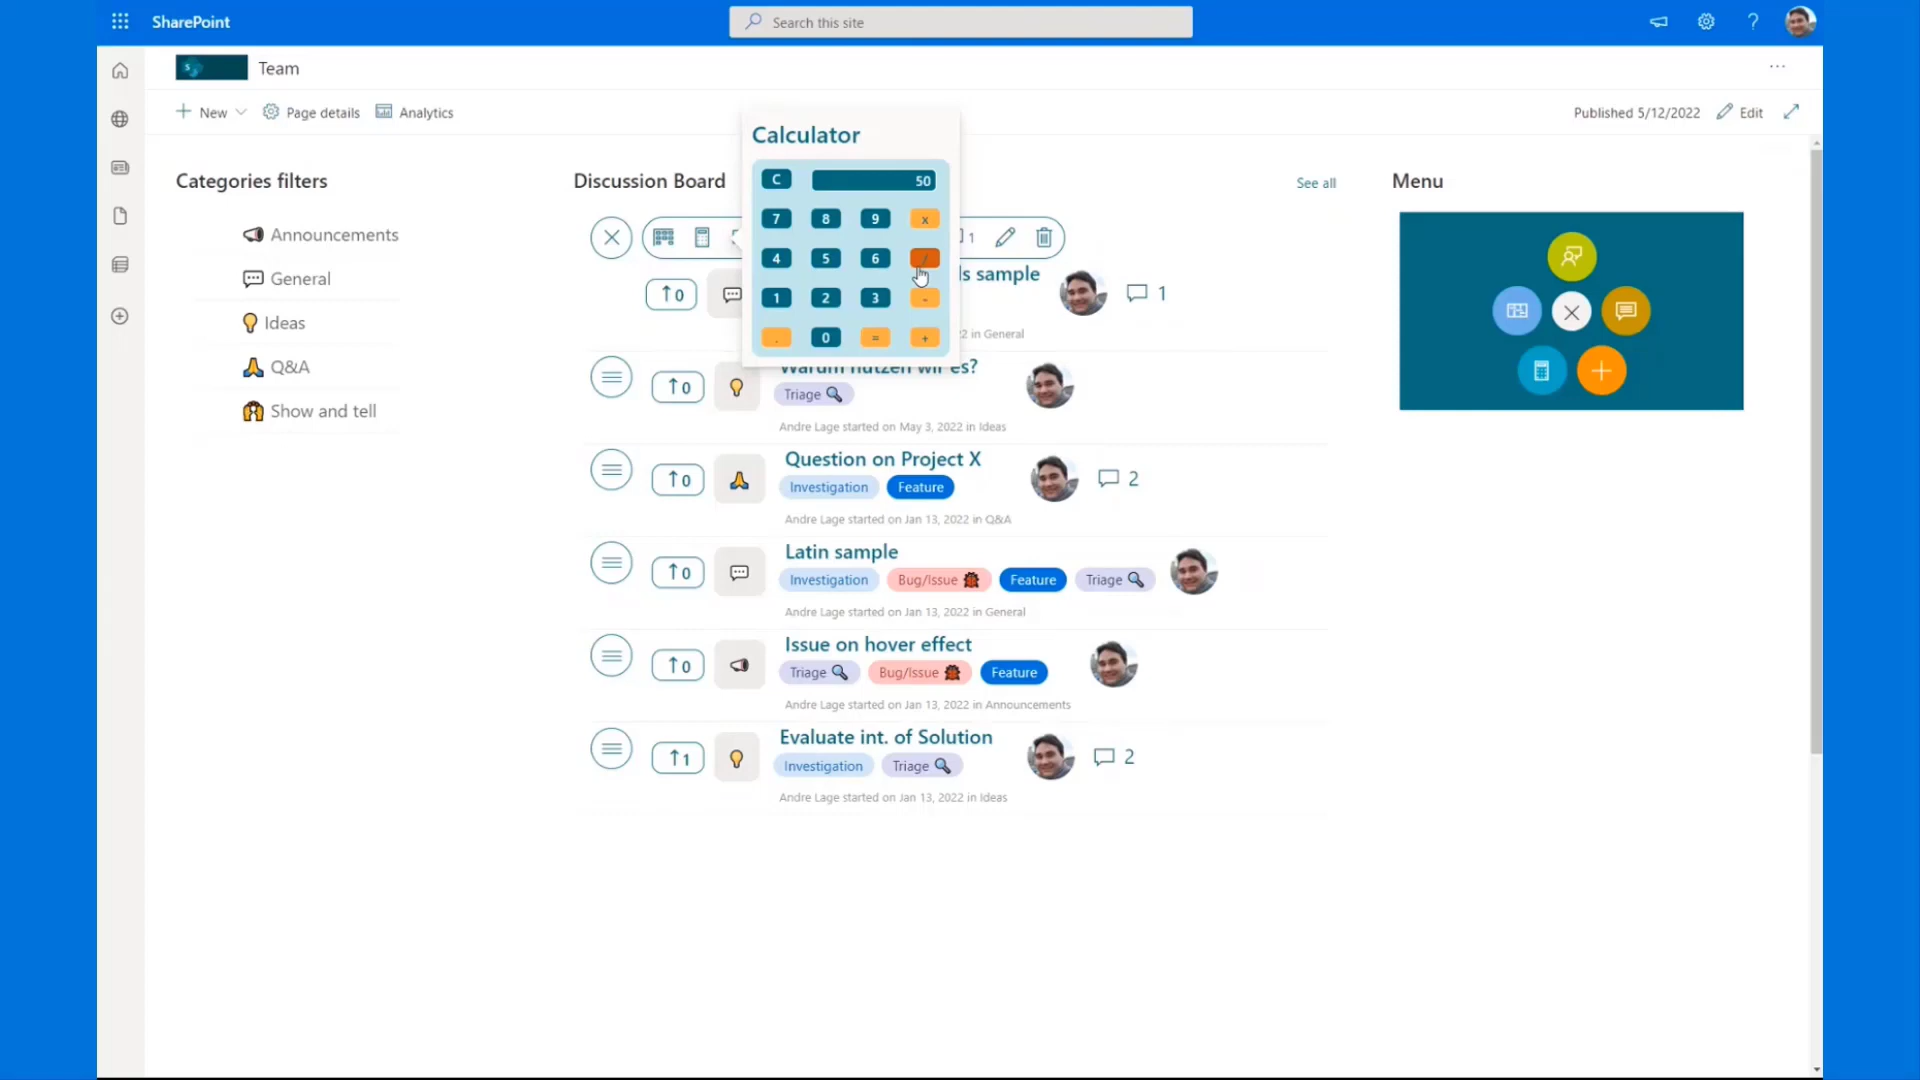 SharePoint
Search this site
?
S
Team
...
New
Page details
Analytics
Published 5/12/2022
Edit
Categories filters
Announcements
General
Ideas
Q&A
Show and tell
Discussion Board
See all
Calculator
C 50
7 8 9 x
4 5 6 /
1 2 3 -
. 0 = +
1
0
ls sample
1
2 in General
0
Warum nutzen wir es?
Triage
Andre Lage started on May 3, 2022 in Ideas
0
Question on Project X
2
Investigation Feature
Andre Lage started on Jan 13, 2022 in Q&A
0
Latin sample
Investigation Bug/Issue Feature Triage
Andre Lage started on Jan 13, 2022 in General
0
Issue on hover effect
Triage Bug/Issue Feature
Andre Lage started on Jan 13, 2022 in Announcements
1
Evaluate int. of Solution
2
Investigation Triage
Andre Lage started on Jan 13, 2022 in Ideas
Menu